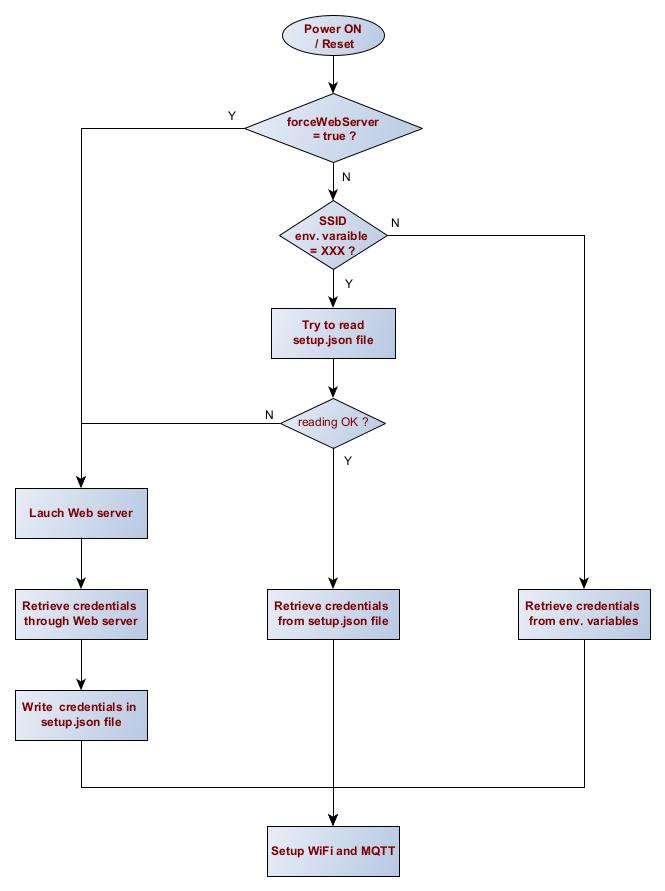 Power ON
/ Reset
Y
forceWebServer
= true ?
N
SSID
env. varaible
= XXX ?
N
Y
Try to read
setup.json file
N
reading OK ?
Y
Lauch Web server
Retrieve credentials
through Web server
Retrieve credentials
from setup.json file
Retrieve credentials
from env. variables
Write credentials in
setup.json file
Setup WiFi and MQTT